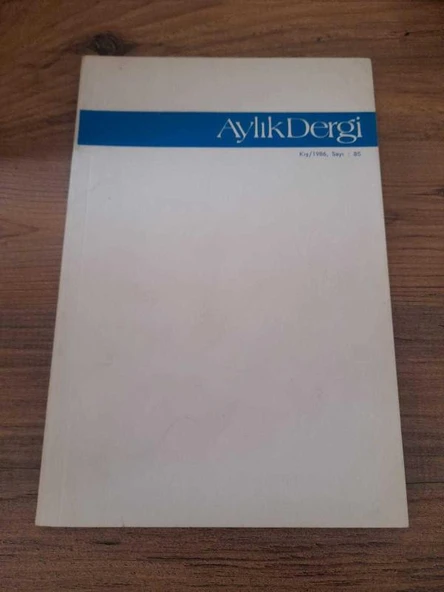 AylıkDergi
Kış/1986, Sayı : 85